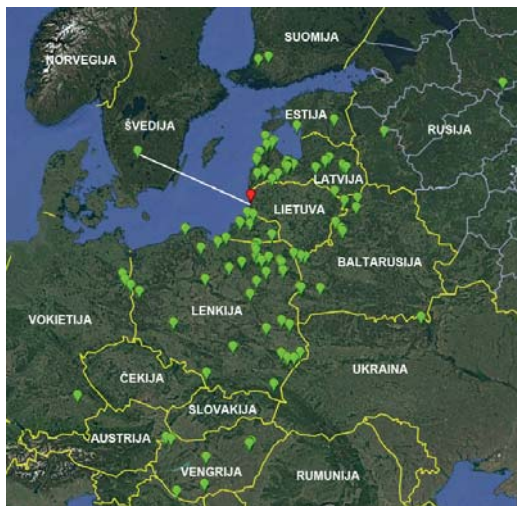 SUOMIJA
NORVEGIJA
ESTIJA
ŠVEDIJA
RUSIJA
LATVIJA
LIETUVA
BALTARUSIJA
LENKIJA
VOKIETIJA
UKRAINA
ČEKIJA
SLOVAKIJA
AUSTRIJA
VENGRIJA
RUMUNIJA